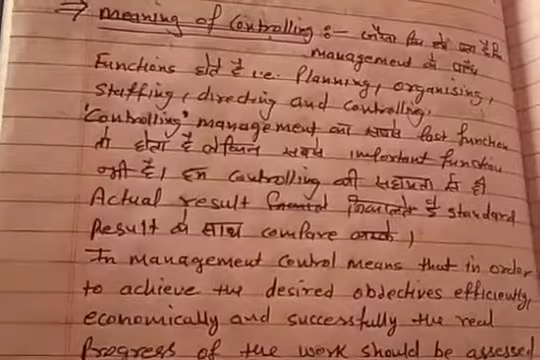 ⇒ Meaning of Controlling :- जैसा कि हमें पता है कि
management के पाँच
Functions होते है i.e. Planning, organising,
staffing, directing and controlling.
'Controlling' management का सबसे last function
तो होता है लेकिन सबसे important function
भी है। हम controlling की सहायता से ही
Actual result निकालते है standard
Result के साथ compare करके।
In management control means that in order
to achieve the desired objectives efficiently,
economically and successfully the real
Progress of the work should be assessed